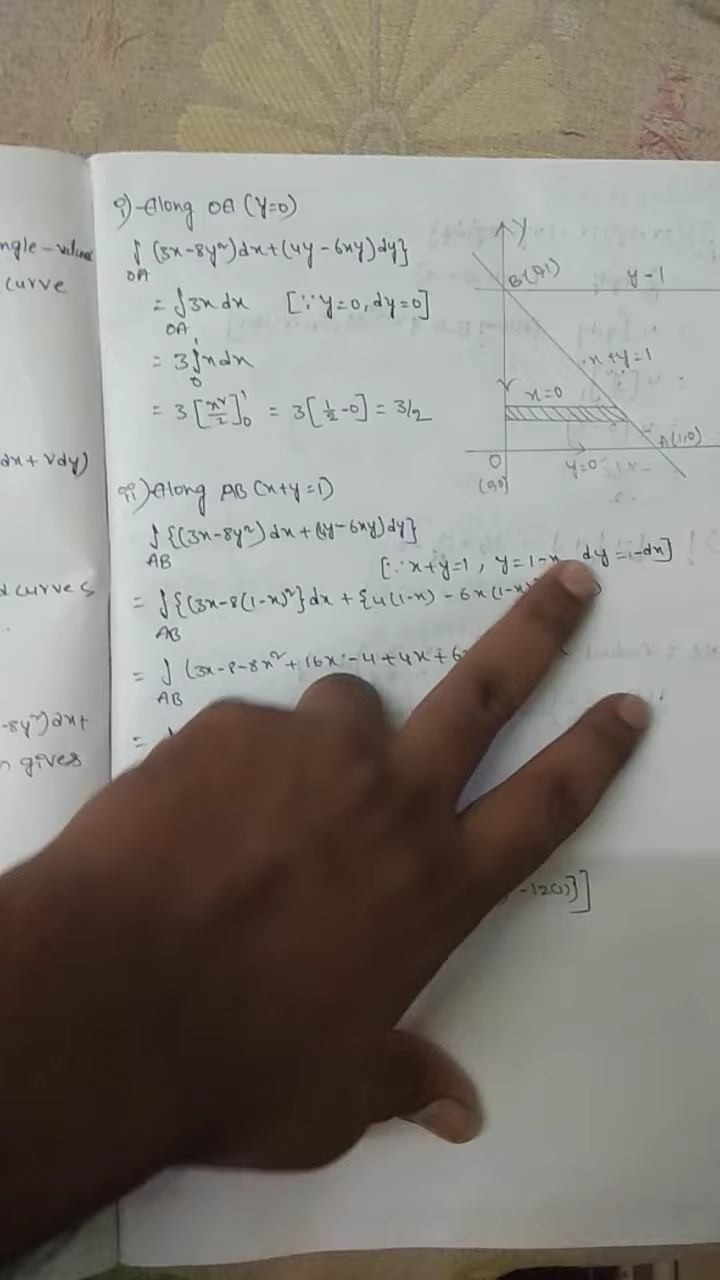 ngle-valued
curve
dx + Vdy)
d curves
-8y²)dx+
n gives
i) Along OA (y=0)
∫OA (3x-8y²)dx+(4y-6xy)dy}
= ∫OA 3x dx [∵ y=0, dy=0]
= 3∫₀¹ x dx
= 3[x²/2]₀¹ = 3[1/2-0] = 3/2
Y
B(0,1)
y-1
x+y=1
x=0
A(1,0)
O
y=0
(0,0)
ii) Along AB (x+y=1)
∫AB {(3x-8y²)dx+(4y-6xy)dy}
[∵ x+y=1, y=1-x dy=-dx]
= ∫AB {(3x-8(1-x)²}dx + {4(1-x) - 6x(1-x)
= ∫AB (3x-8-8x²+16x-4+4x+6
=
-12(1)}]